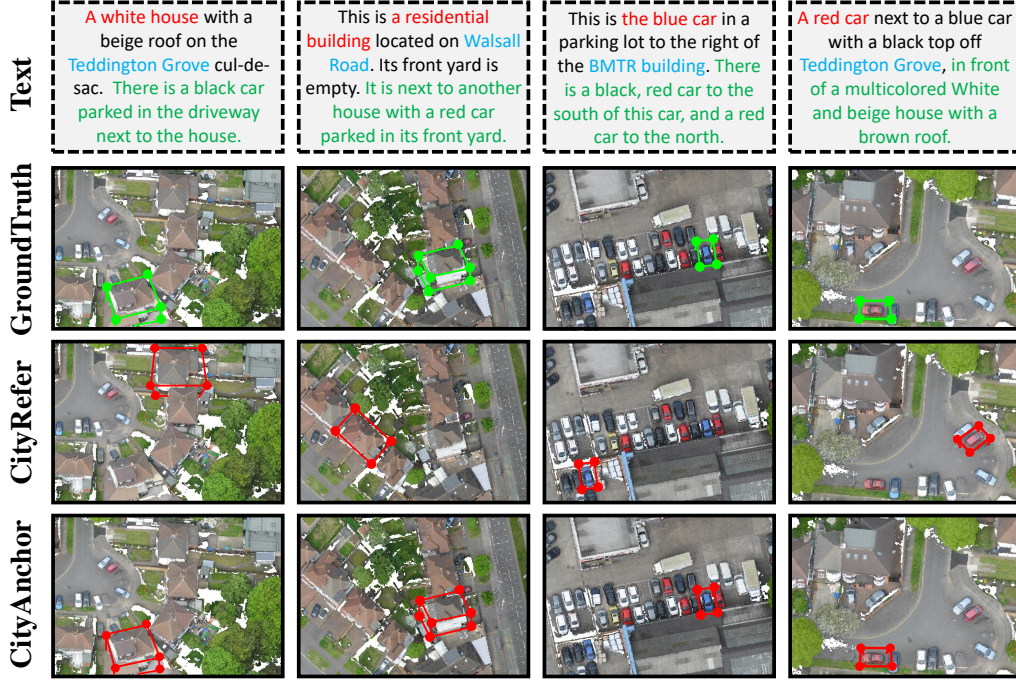 Text
A white house with a
beige roof on the
Teddington Grove cul-de-
sac. There is a black car
parked in the driveway
next to the house.
This is a residential
building located on Walsall
Road. Its front yard is
empty. It is next to another
house with a red car
parked in its front yard.
This is the blue car in a
parking lot to the right of
the BMTR building. There
is a black, red car to the
south of this car, and a red
car to the north.
A red car next to a blue car
with a black top off
Teddington Grove, in front
of a multicolored White
and beige house with a
brown roof.
GroundTruth
CityRefer
CityAnchor